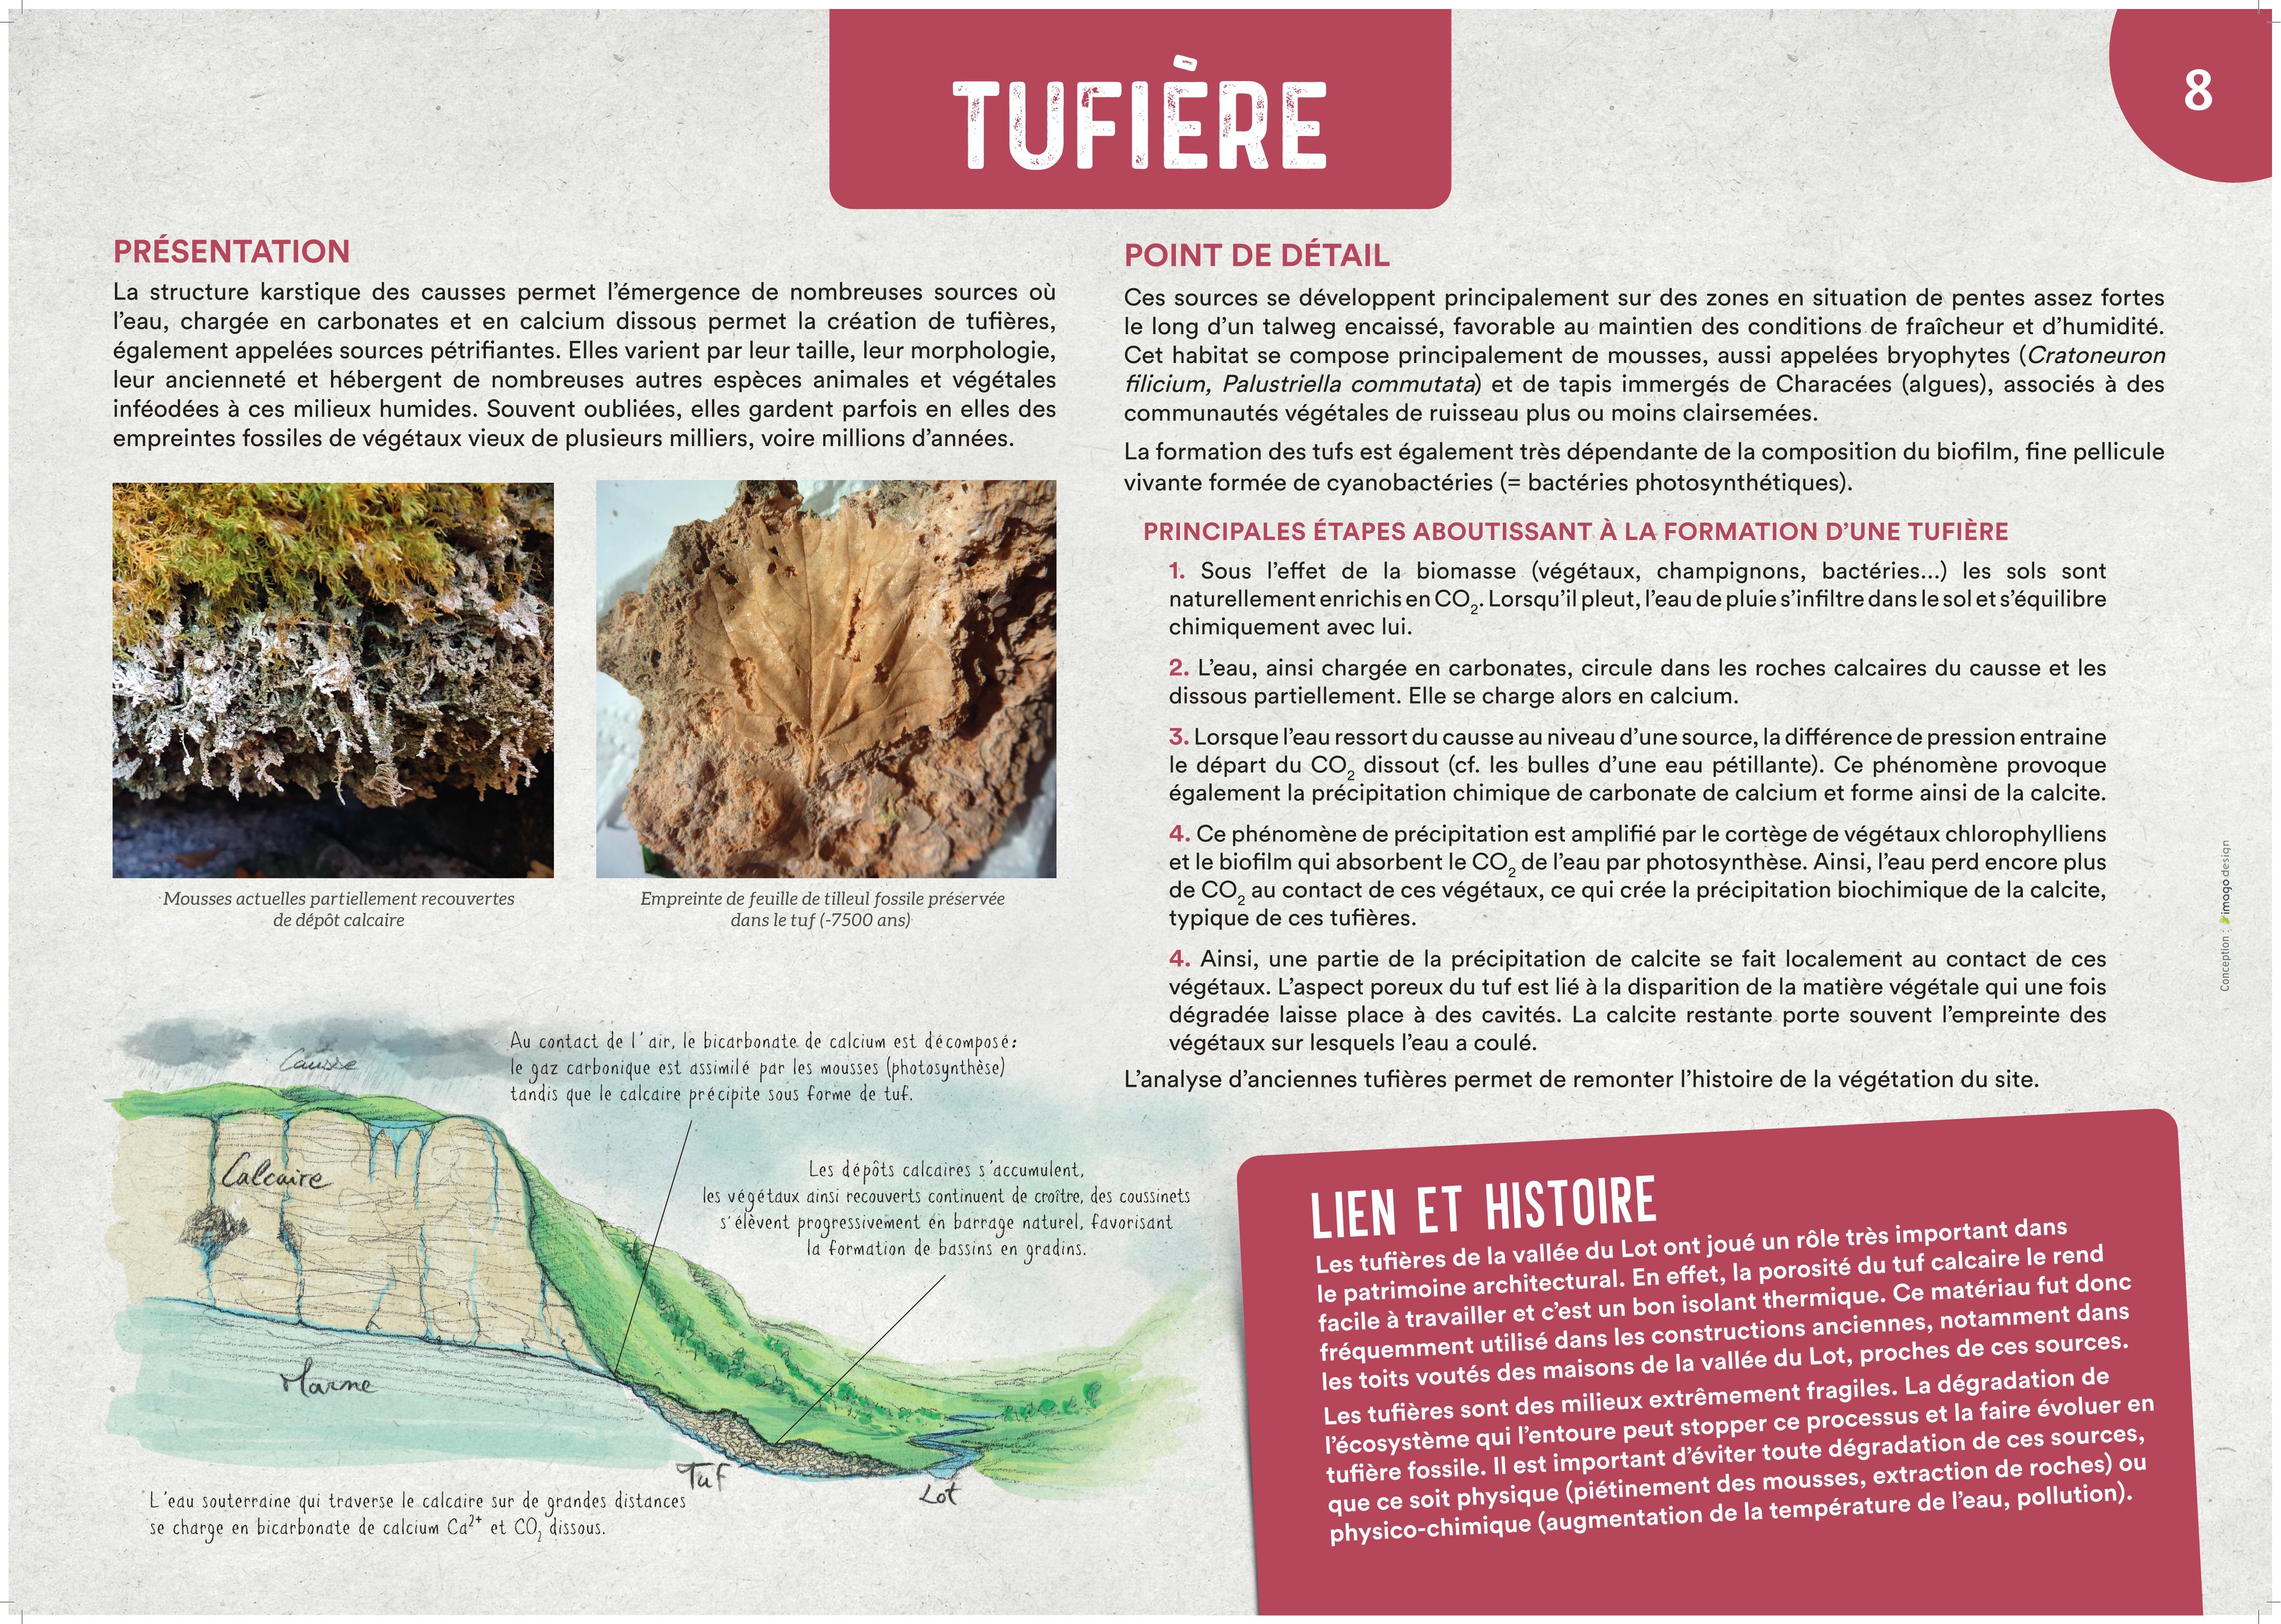 TUFIÈRE
8
PRÉSENTATION
La structure karstique des causses permet l’émergence de nombreuses sources où
l’eau, chargée en carbonates et en calcium dissous permet la création de tufières,
également appelées sources pétrifiantes. Elles varient par leur taille, leur morphologie,
leur ancienneté et hébergent de nombreuses autres espèces animales et végétales
inféodées à ces milieux humides. Souvent oubliées, elles gardent parfois en elles des
empreintes fossiles de végétaux vieux de plusieurs milliers, voire millions d’années.
Mousses actuelles partiellement recouvertes
de dépôt calcaire
Empreinte de feuille de tilleul fossile préservée
dans le tuf (-7500 ans)
Causse
Au contact de l’air, le bicarbonate de calcium est décomposé:
le gaz carbonique est assimilé par les mousses (photosynthèse)
tandis que le calcaire précipite sous forme de tuf.
Calcaire
Les dépôts calcaires s’accumulent,
les végétaux ainsi recouverts continuent de croître, des coussinets
s’élèvent progressivement en barrage naturel, favorisant
la formation de bassins en gradins.
Marne
Tuf
Lot
L’eau souterraine qui traverse le calcaire sur de grandes distances
se charge en bicarbonate de calcium Ca²⁺ et CO₂ dissous.
POINT DE DÉTAIL
Ces sources se développent principalement sur des zones en situation de pentes assez fortes
le long d’un talweg encaissé, favorable au maintien des conditions de fraîcheur et d’humidité.
Cet habitat se compose principalement de mousses, aussi appelées bryophytes (Cratoneuron
filicium, Palustriella commutata) et de tapis immergés de Characées (algues), associés à des
communautés végétales de ruisseau plus ou moins clairsemées.
La formation des tufs est également très dépendante de la composition du biofilm, fine pellicule
vivante formée de cyanobactéries (= bactéries photosynthétiques).
PRINCIPALES ÉTAPES ABOUTISSANT À LA FORMATION D’UNE TUFIÈRE
1. Sous l’effet de la biomasse (végétaux, champignons, bactéries...) les sols sont
naturellement enrichis en CO₂. Lorsqu’il pleut, l’eau de pluie s’infiltre dans le sol et s’équilibre
chimiquement avec lui.
2. L’eau, ainsi chargée en carbonates, circule dans les roches calcaires du causse et les
dissous partiellement. Elle se charge alors en calcium.
3. Lorsque l’eau ressort du causse au niveau d’une source, la différence de pression entraine
le départ du CO₂ dissout (cf. les bulles d’une eau pétillante). Ce phénomène provoque
également la précipitation chimique de carbonate de calcium et forme ainsi de la calcite.
4. Ce phénomène de précipitation est amplifié par le cortège de végétaux chlorophylliens
et le biofilm qui absorbent le CO₂ de l’eau par photosynthèse. Ainsi, l’eau perd encore plus
de CO₂ au contact de ces végétaux, ce qui crée la précipitation biochimique de la calcite,
typique de ces tufières.
4. Ainsi, une partie de la précipitation de calcite se fait localement au contact de ces
végétaux. L’aspect poreux du tuf est lié à la disparition de la matière végétale qui une fois
dégradée laisse place à des cavités. La calcite restante porte souvent l’empreinte des
végétaux sur lesquels l’eau a coulé.
L’analyse d’anciennes tufières permet de remonter l’histoire de la végétation du site.
LIEN ET HISTOIRE
Les tufières de la vallée du Lot ont joué un rôle très important dans
le patrimoine architectural. En effet, la porosité du tuf calcaire le rend
facile à travailler et c’est un bon isolant thermique. Ce matériau fut donc
fréquemment utilisé dans les constructions anciennes, notamment dans
les toits voutés des maisons de la vallée du Lot, proches de ces sources.
Les tufières sont des milieux extrêmement fragiles. La dégradation de
l’écosystème qui l’entoure peut stopper ce processus et la faire évoluer en
tufière fossile. Il est important d’éviter toute dégradation de ces sources,
que ce soit physique (piétinement des mousses, extraction de roches) ou
physico-chimique (augmentation de la température de l’eau, pollution).
Conception : imago design